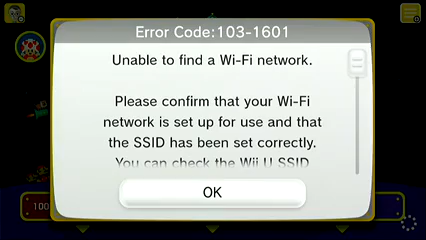 Error Code:103-1601
Unable to find a Wi-Fi network.
Please confirm that your Wi-Fi
network is set up for use and that
the SSID has been set correctly.
You can check the Wii U SSID
OK
100